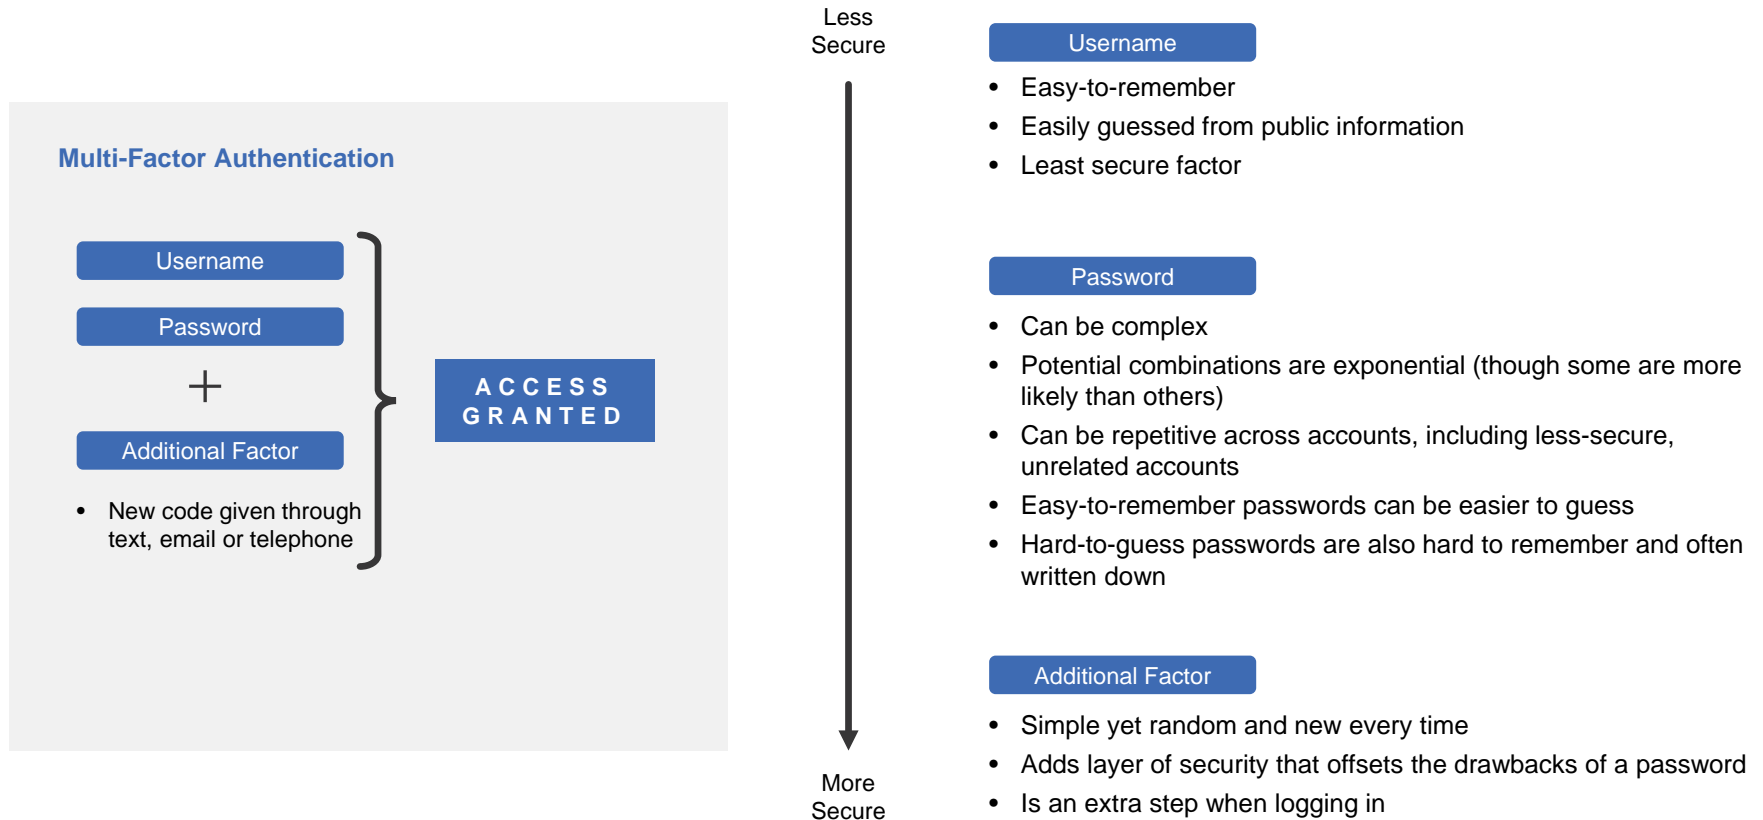 Multi-Factor Authentication
Username
Password
+
Additional Factor
• New code given through
text, email or telephone
ACCESS
GRANTED
Less
Secure
More
Secure
Username
• Easy-to-remember
• Easily guessed from public information
• Least secure factor
Password
• Can be complex
• Potential combinations are exponential (though some are more
likely than others)
• Can be repetitive across accounts, including less-secure,
unrelated accounts
• Easy-to-remember passwords can be easier to guess
• Hard-to-guess passwords are also hard to remember and often
written down
Additional Factor
• Simple yet random and new every time
• Adds layer of security that offsets the drawbacks of a password
• Is an extra step when logging in